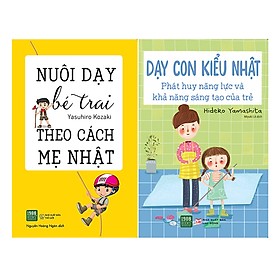 NUÔI DẠY
bé trai
Yasuhiro Kozaki
THEO CÁCH
MẸ NHẬT
Nguyễn Hoàng Ngân dịch
DẠY CON KIỂU NHẬT
Phát huy năng lực và
khả năng sáng tạo của trẻ
Hideko Yamashita